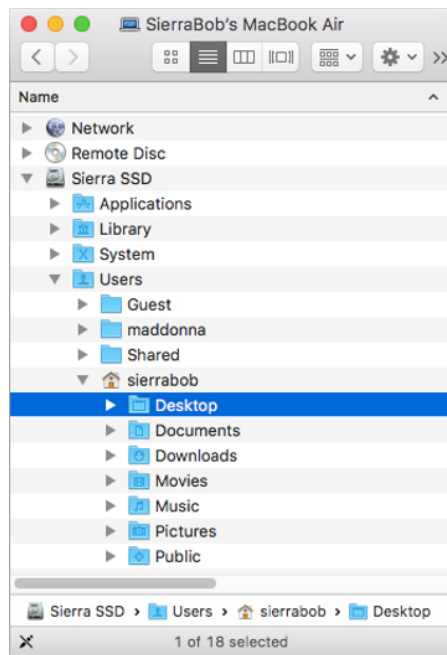 SierraBob's MacBook Air
Name
Network
Remote Disc
Sierra SSD
Applications
Library
System
Users
Guest
maddonna
Shared
sierrabob
Desktop
Documents
Downloads
Movies
Music
Pictures
Public
Sierra SSD › Users › sierrabob › Desktop
1 of 18 selected